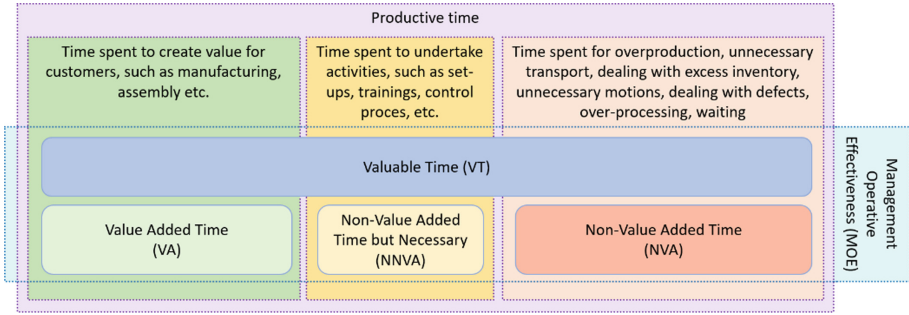 Productive time
Time spent to create value for
customers, such as manufacturing,
assembly etc.
Time spent to undertake
activities, such as set-
ups, trainings, control
proces, etc.
Time spent for overproduction, unnecessary
transport, dealing with excess inventory,
unnecessary motions, dealing with defects,
over-processing, waiting
Valuable Time (VT)
Value Added Time
(VA)
Non-Value Added
Time but Necessary
(NNVA)
Non-Value Added Time
(NVA)
Management
Operative
Effectiveness (MOE)